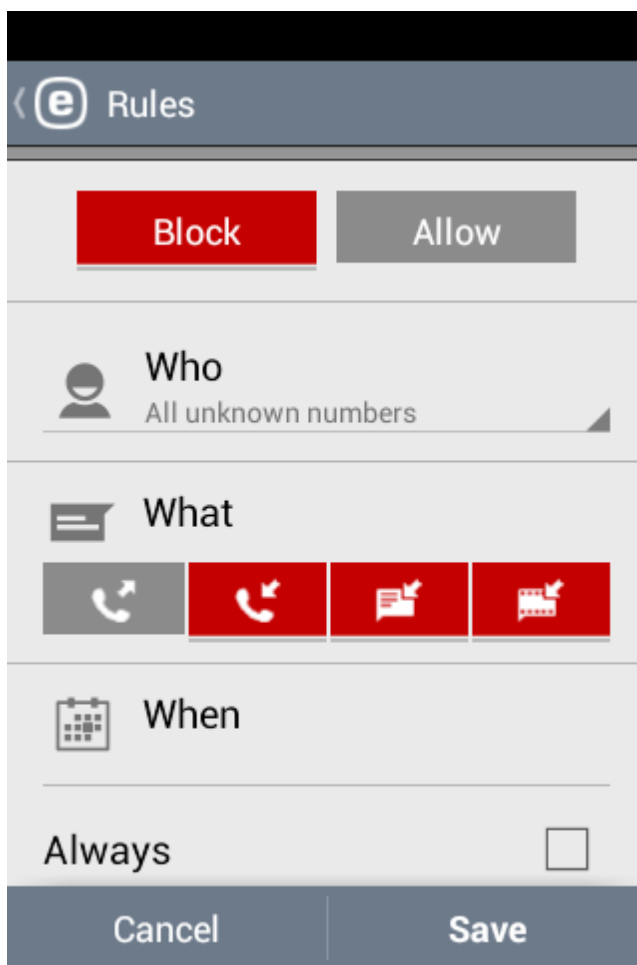 e Rules
Block Allow
Who
All unknown numbers
What
When
Always
Cancel Save